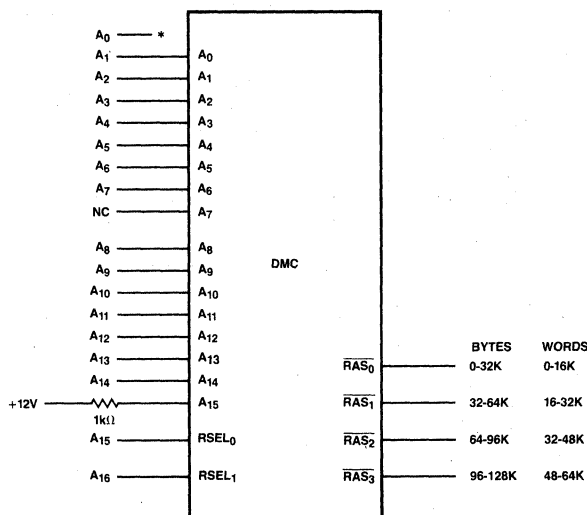 A₀ *
A₁ A₀
A₂ A₁
A₃ A₂
A₄ A₃
A₅ A₄
A₆ A₅
A₇ A₆
NC A₇
A₈ A₈
A₉ A₉
DMC
A₁₀ A₁₀
A₁₁ A₁₁
A₁₂ A₁₂
BYTES WORDS
A₁₃ A₁₃
RAS₀ 0-32K 0-16K
A₁₄ A₁₄
+12V A₁₅
1kΩ
RAS₁ 32-64K 16-32K
A₁₅ RSEL₀
RAS₂ 64-96K 32-48K
A₁₆ RSEL₁
RAS₃ 96-128K 48-64K